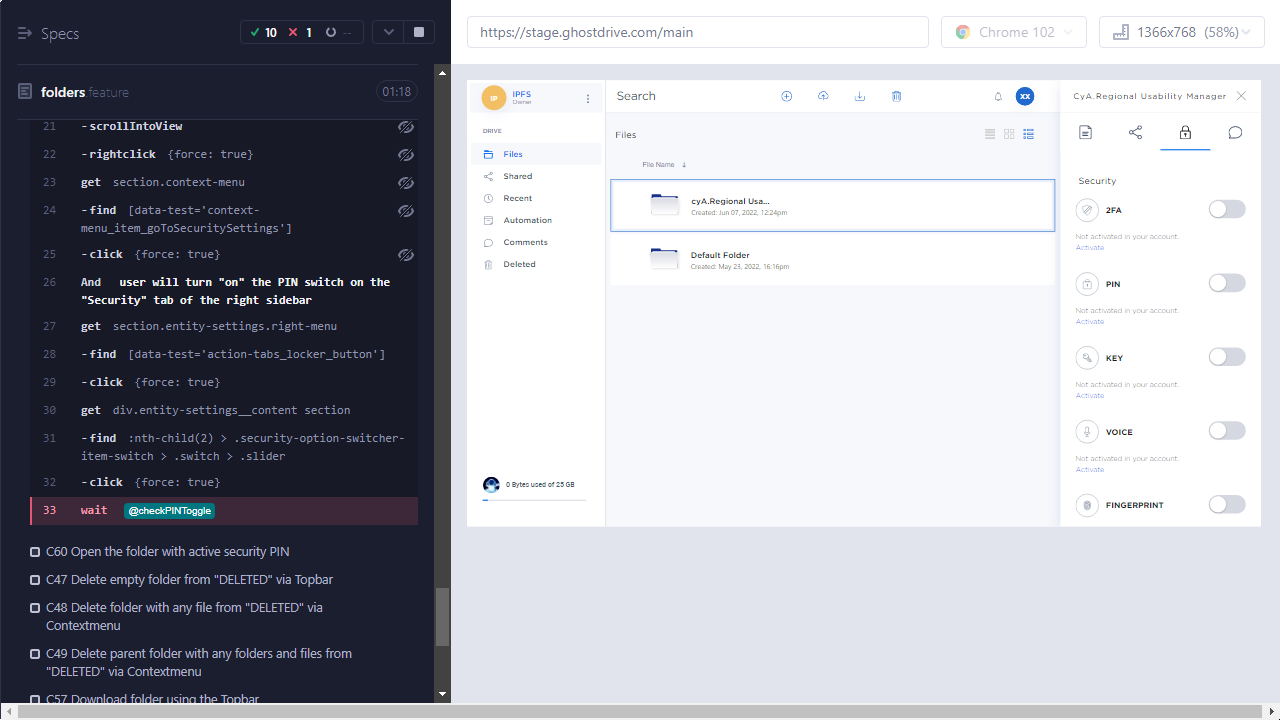 Specs
10
1
--
folders feature
01:18
21 -scrollIntoView
22 -rightclick {force: true}
23 get section.context-menu
24 -find [data-test='context-
menu_item_goToSecuritySettings']
25 -click {force: true}
26 And user will turn "on" the PIN switch on the
"Security" tab of the right sidebar
27 get section.entity-settings.right-menu
28 -find [data-test='action-tabs_locker_button']
29 -click {force: true}
30 get div.entity-settings__content section
31 -find :nth-child(2) > .security-option-switcher-
item-switch > .switch > .slider
32 -click {force: true}
33 wait @checkPINToggle
C60 Open the folder with active security PIN
C47 Delete empty folder from "DELETED" via Topbar
C48 Delete folder with any file from "DELETED" via
Contextmenu
C49 Delete parent folder with any folders and files from
"DELETED" via Contextmenu
C57 Download folder using the Topbar
https://stage.ghostdrive.com/main
Chrome 102
1366x768 (58%)
IP
IPFS
Owner
DRIVE
Files
Shared
Recent
Automation
Comments
Deleted
0 Bytes used of 25 GB
Search
XX
Files
File Name
cyA.Regional Usa...
Created: Jun 07, 2022, 12:24pm
Default Folder
Created: May 23, 2022, 16:16pm
CyA.Regional Usability Manager
Security
2FA
Not activated in your account.
Activate
PIN
Not activated in your account.
Activate
KEY
Not activated in your account.
Activate
VOICE
Not activated in your account.
Activate
FINGERPRINT